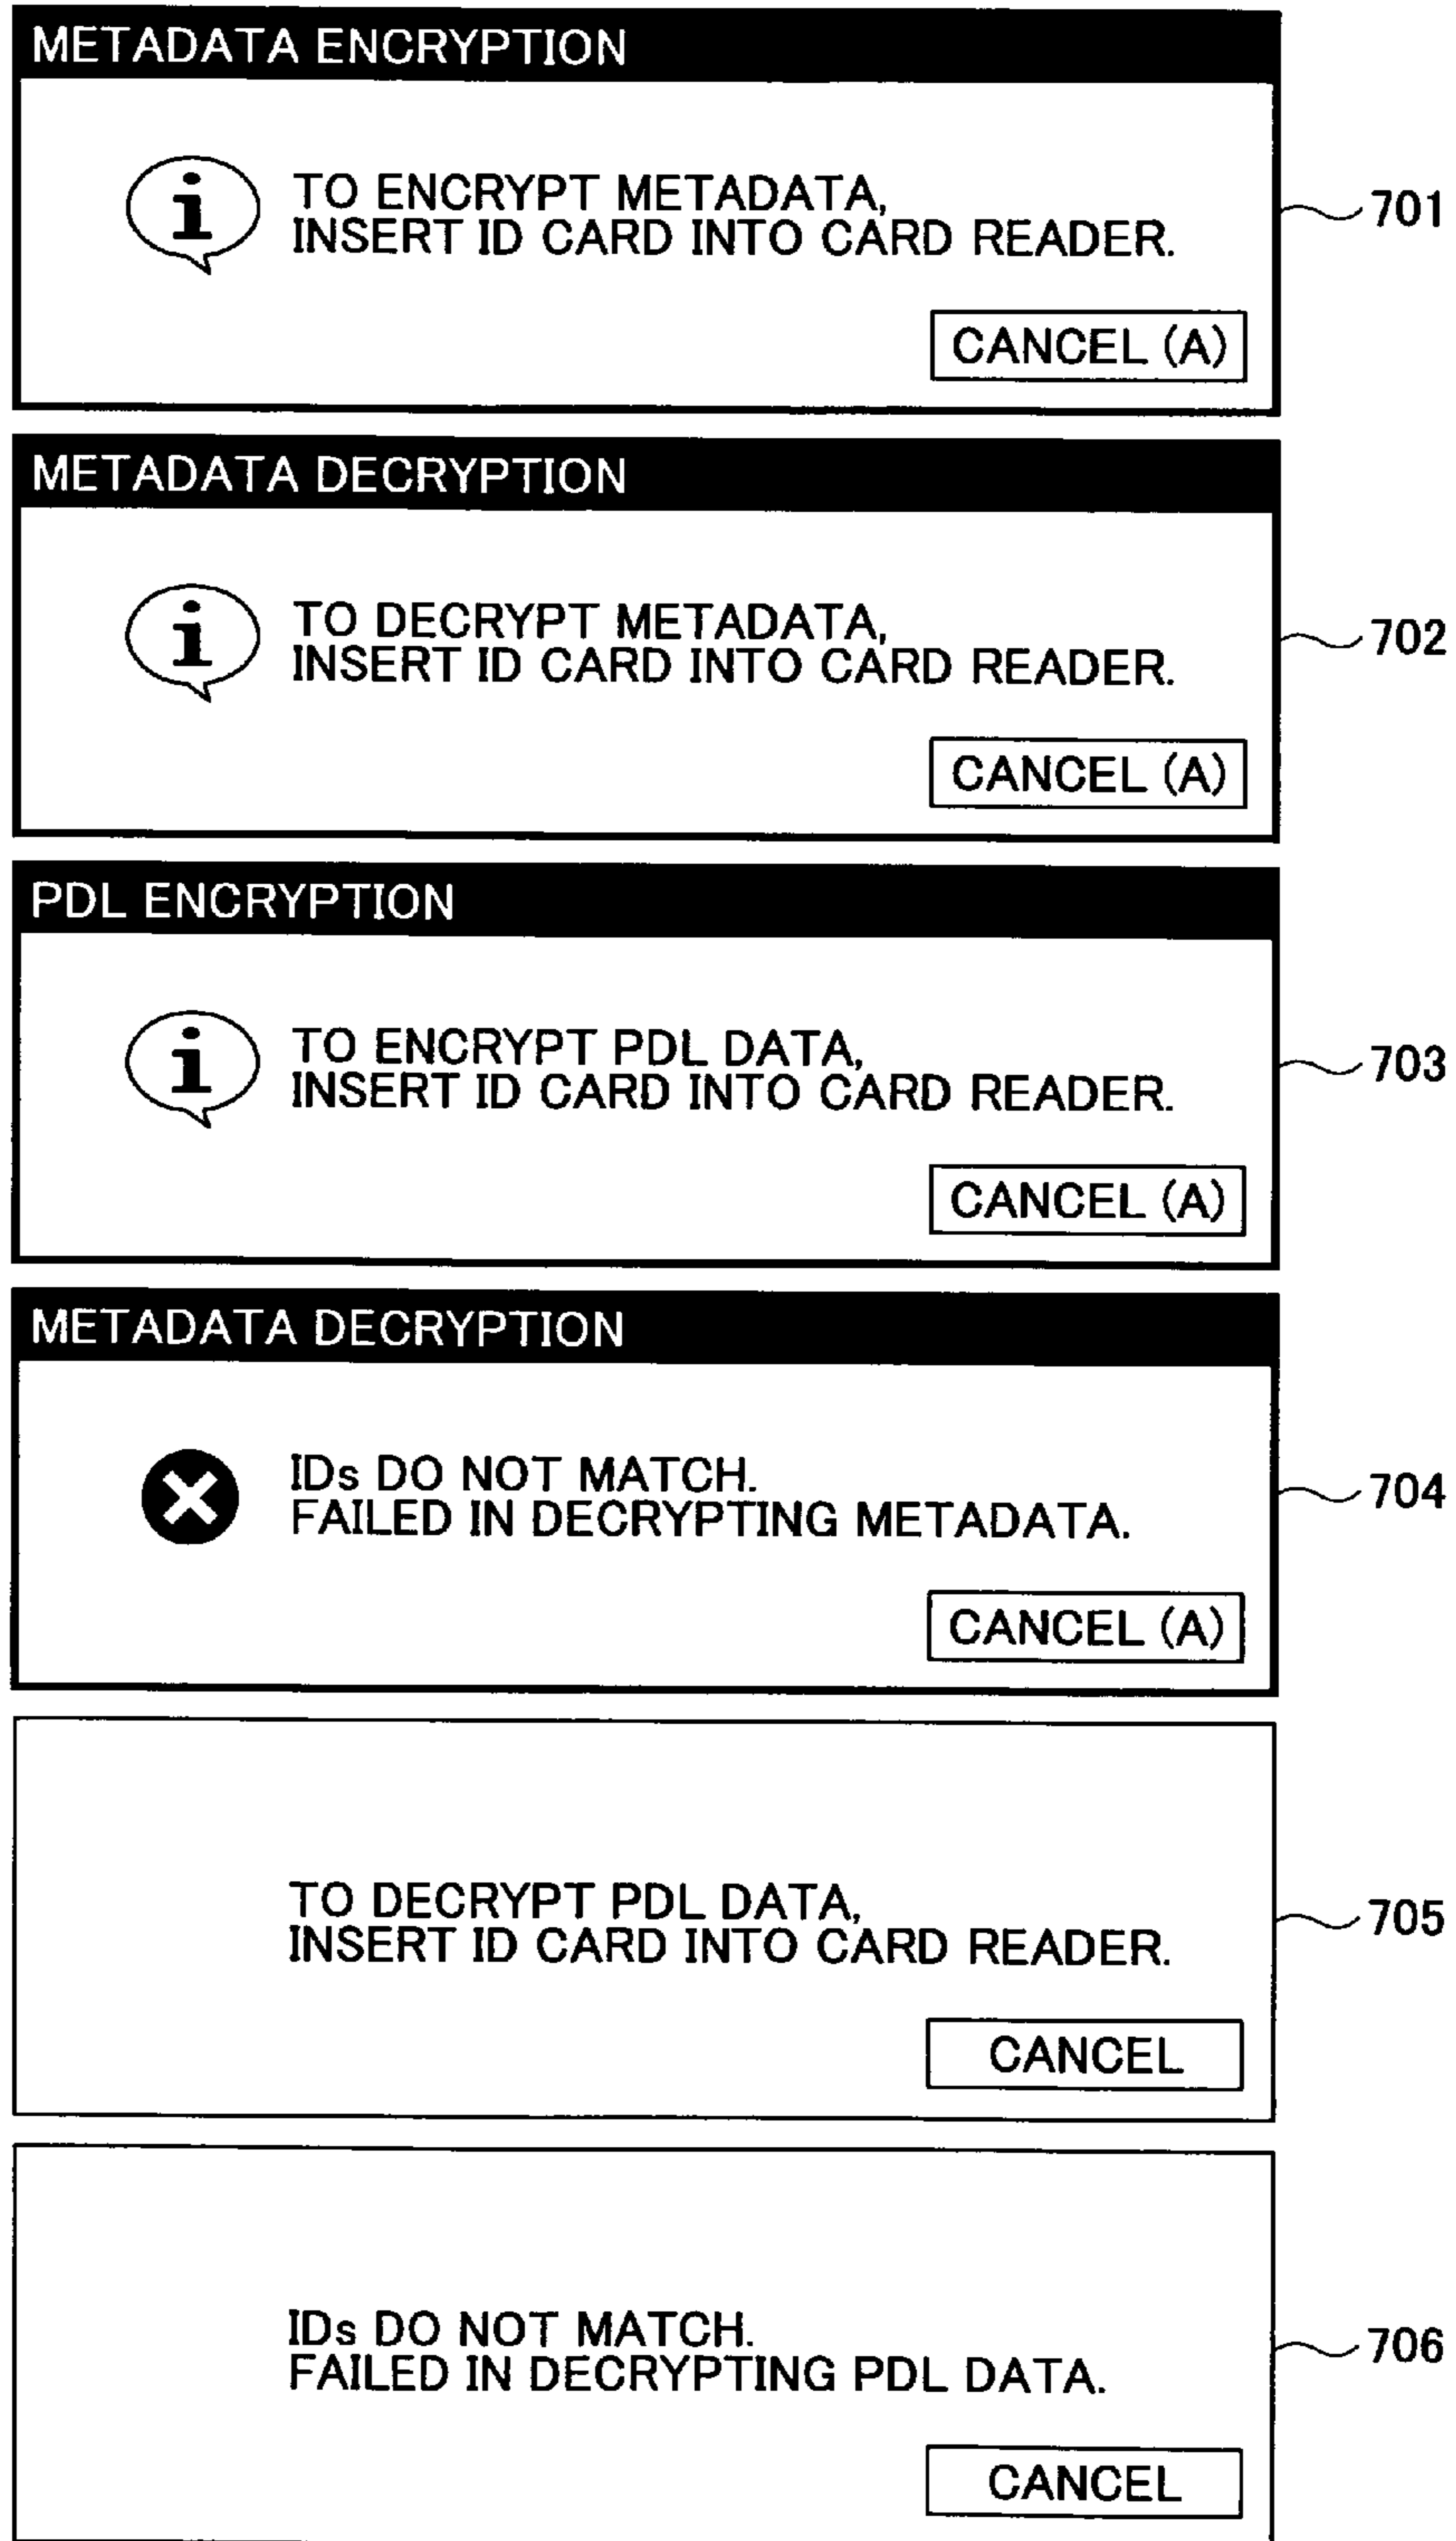 METADATA ENCRYPTION
i
TO ENCRYPT METADATA,
INSERT ID CARD INTO CARD READER.
CANCEL (A)
701
METADATA DECRYPTION
i
TO DECRYPT METADATA,
INSERT ID CARD INTO CARD READER.
CANCEL (A)
702
PDL ENCRYPTION
i
TO ENCRYPT PDL DATA,
INSERT ID CARD INTO CARD READER.
CANCEL (A)
703
METADATA DECRYPTION
IDs DO NOT MATCH.
FAILED IN DECRYPTING METADATA.
CANCEL (A)
704
TO DECRYPT PDL DATA,
INSERT ID CARD INTO CARD READER.
CANCEL
705
IDs DO NOT MATCH.
FAILED IN DECRYPTING PDL DATA.
CANCEL
706